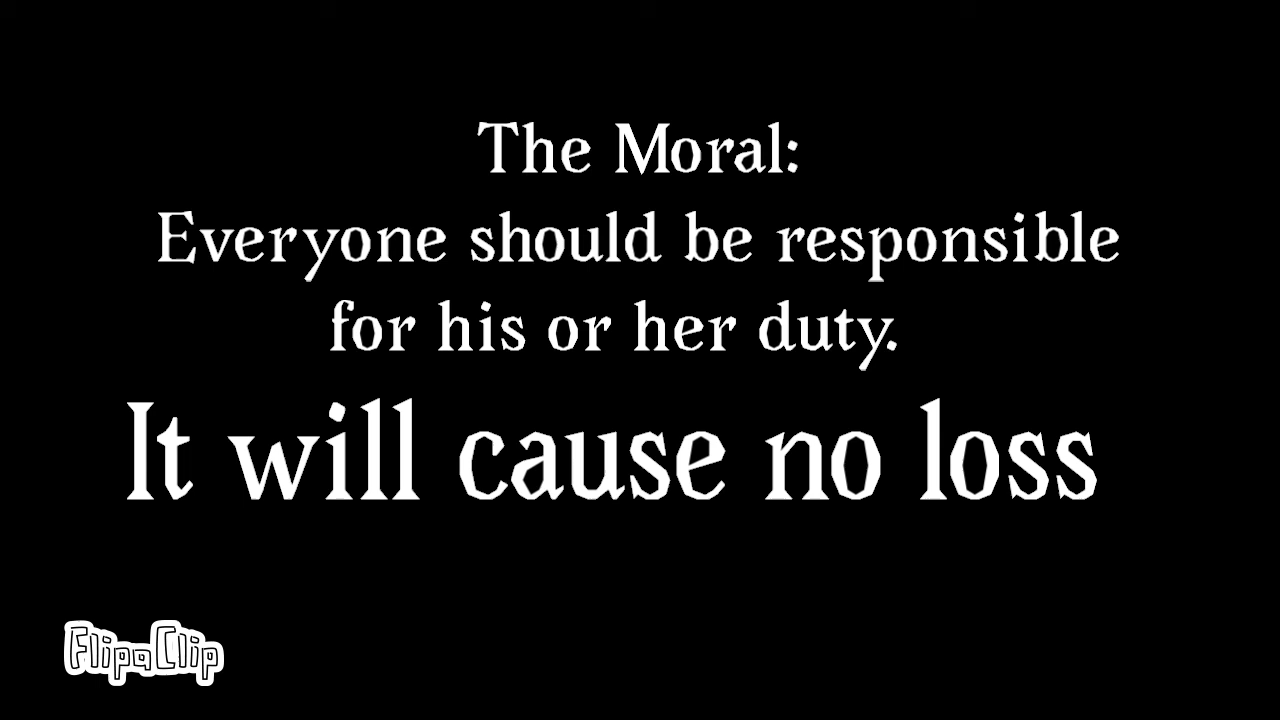 The Moral:
Everyone should be responsible
for his or her duty.
It will cause no loss
FlipaClip